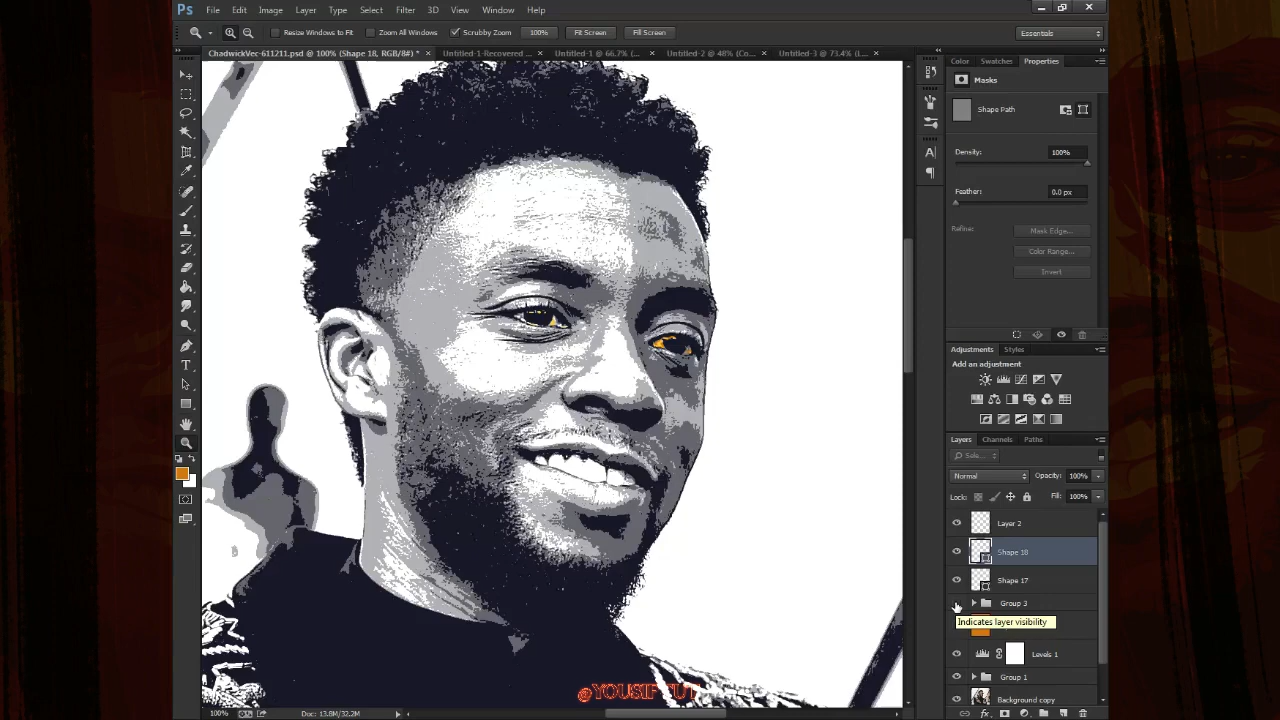 Ps File Edit Image Layer Type Select Filter 3D View Window Help
Resize Windows to Fit Zoom All Windows Scrubby Zoom 100% Fit Screen Fill Screen Essentials
ChadwickVec-611211.psd @ 100% (Shape 18, RGB/8#) * × Untitled-1-Recovered × Untitled-1 @ 66.7% (... × Untitled-2 @ 48% (Co... × Untitled-3 @ 73.4% (L... ×
Color Swatches Properties
Masks
Shape Path
Density: 100%
Feather: 0.0 px
Refine: Mask Edge...
Color Range...
Invert
Adjustments Styles
Add an adjustment
Layers Channels Paths
Sele...
Normal Opacity: 100%
Lock: Fill: 100%
Layer 2
Shape 18
Shape 17
Group 3
Indicates layer visibility
Levels 1
Group 1
Background copy
@YOUSIF TUT
100% Doc: 13.8M/32.2M